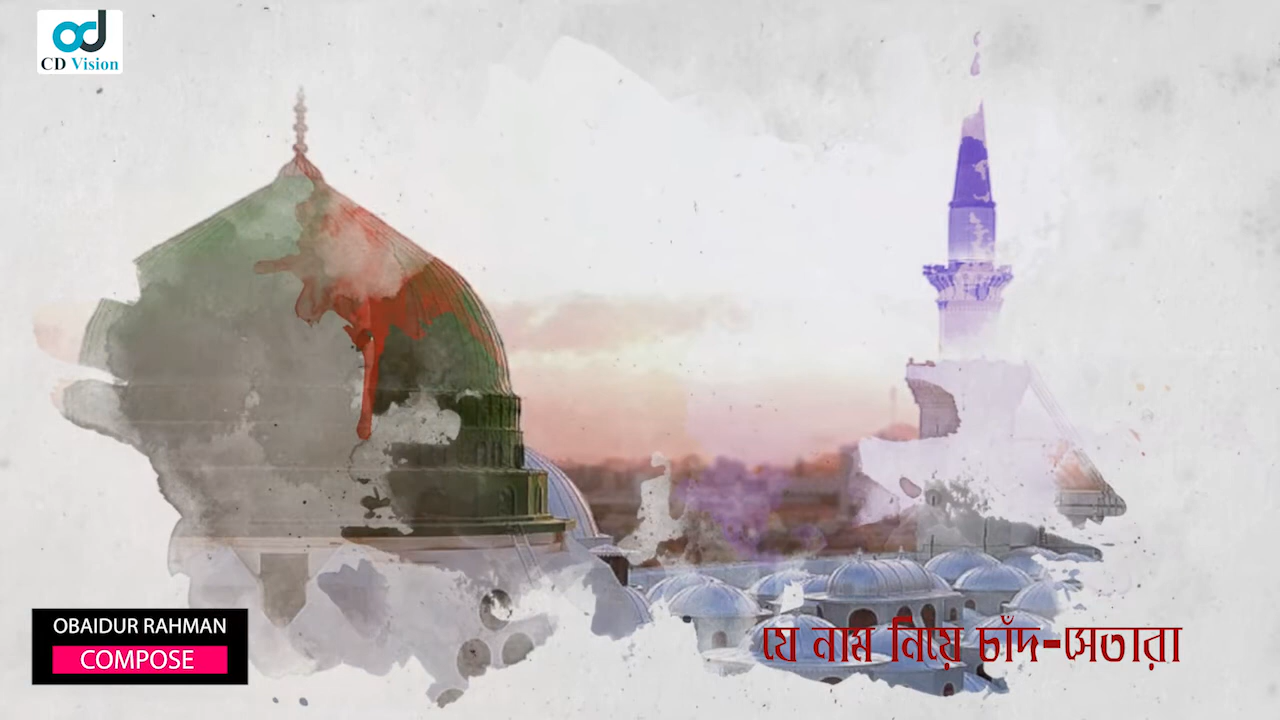 CD Vision
OBAIDUR RAHMAN
COMPOSE
যে নাম নিয়ে চাঁদ-সেতারা